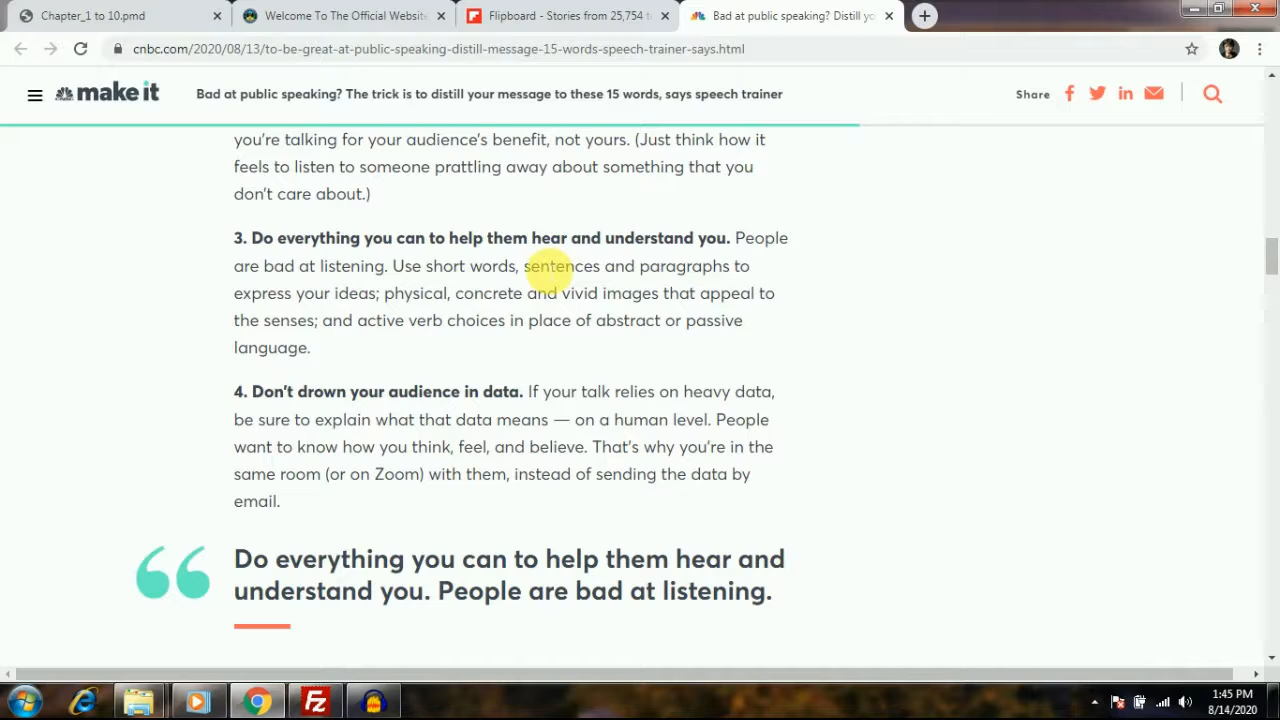 Chapter_1 to 10.pmd
Welcome To The Official Website
Flipboard - Stories from 25,754 t
Bad at public speaking? Distill yo
cnbc.com/2020/08/13/to-be-great-at-public-speaking-distill-message-15-words-speech-trainer-says.html
make it
Bad at public speaking? The trick is to distill your message to these 15 words, says speech trainer
Share
you're talking for your audience's benefit, not yours. (Just think how it
feels to listen to someone prattling away about something that you
don't care about.)
3. Do everything you can to help them hear and understand you. People
are bad at listening. Use short words, sentences and paragraphs to
express your ideas; physical, concrete and vivid images that appeal to
the senses; and active verb choices in place of abstract or passive
language.
4. Don't drown your audience in data. If your talk relies on heavy data,
be sure to explain what that data means — on a human level. People
want to know how you think, feel, and believe. That's why you're in the
same room (or on Zoom) with them, instead of sending the data by
email.
Do everything you can to help them hear and
understand you. People are bad at listening.
1:45 PM
8/14/2020